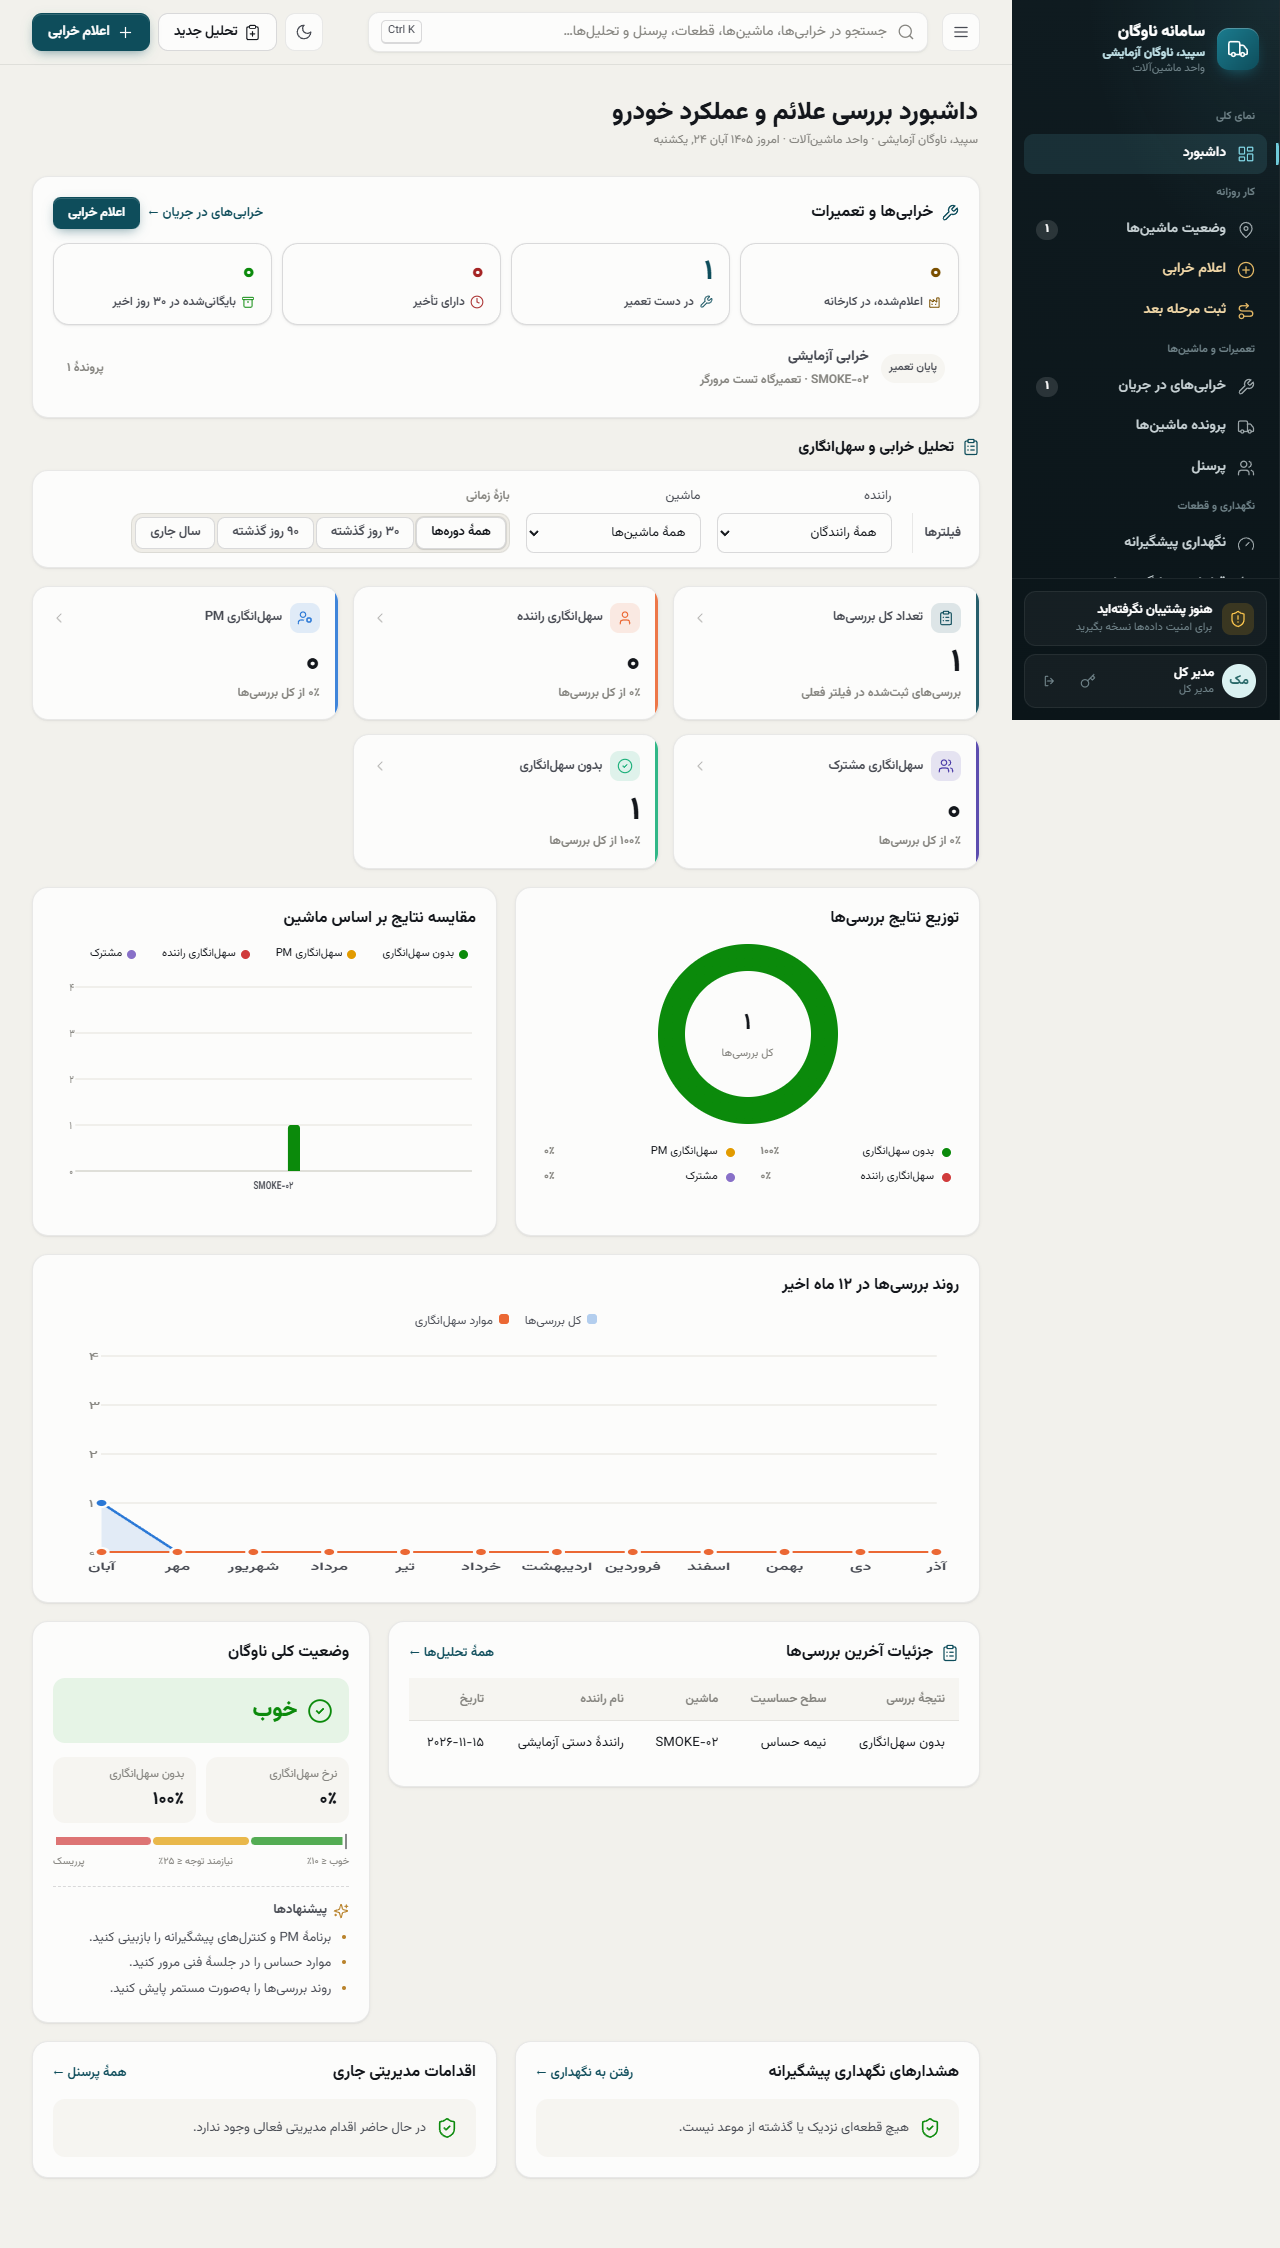 سامانه ناوگان
سپید، ناوگان آزمایشی
واحد ماشین‌آلات
نمای کلی
داشبورد
کار روزانه
وضعیت ماشین‌ها
۱
اعلام خرابی
ثبت مرحله بعد
تعمیرات و ماشین‌ها
خرابی‌های در جریان
۱
پرونده ماشین‌ها
پرسنل
نگهداری و قطعات
نگهداری پیشگیرانه
هنوز پشتیبان نگرفته‌اید
برای امنیت داده‌ها نسخه بگیرید
مک
مدیر کل
مدیر کل
جستجو در خرابی‌ها، ماشین‌ها، قطعات، پرسنل و تحلیل‌ها...
Ctrl K
تحلیل جدید
اعلام خرابی
داشبورد بررسی علائم و عملکرد خودرو
سپید، ناوگان آزمایشی · واحد ماشین‌آلات · امروز ۱۴۰۵ آبان ۲۴, یکشنبه
خرابی‌ها و تعمیرات
خرابی‌های در جریان ←
اعلام خرابی
۰
اعلام‌شده، در کارخانه
۱
در دست تعمیر
۰
دارای تأخیر
۰
بایگانی‌شده در ۳۰ روز اخیر
پایان تعمیر
خرابی آزمایشی
SMOKE-۰۲ · تعمیرگاه تست مرورگر
پروندهٔ ۱
تحلیل خرابی و سهل‌انگاری
فیلترها
راننده
همهٔ رانندگان
ماشین
همهٔ ماشین‌ها
بازهٔ زمانی
همهٔ دوره‌ها
۳۰ روز گذشته
۹۰ روز گذشته
سال جاری
تعداد کل بررسی‌ها
۱
بررسی‌های ثبت‌شده در فیلتر فعلی
سهل‌انگاری راننده
۰
۰٪ از کل بررسی‌ها
سهل‌انگاری PM
۰
۰٪ از کل بررسی‌ها
سهل‌انگاری مشترک
۰
۰٪ از کل بررسی‌ها
بدون سهل‌انگاری
۱
۱۰۰٪ از کل بررسی‌ها
توزیع نتایج بررسی‌ها
۱
کل بررسی‌ها
بدون سهل‌انگاری
۱۰۰٪
سهل‌انگاری PM
۰٪
سهل‌انگاری راننده
۰٪
مشترک
۰٪
مقایسه نتایج بر اساس ماشین
بدون سهل‌انگاری
سهل‌انگاری PM
سهل‌انگاری راننده
مشترک
۴
۳
۲
۱
۰
SMOKE-۰۲
روند بررسی‌ها در ۱۲ ماه اخیر
کل بررسی‌ها
موارد سهل‌انگاری
۴
۳
۲
۱
۰
آذر
دی
بهمن
اسفند
فروردین
اردیبهشت
خرداد
تیر
مرداد
شهریور
مهر
آبان
جزئیات آخرین بررسی‌ها
همهٔ تحلیل‌ها ←
نتیجهٔ بررسی
سطح حساسیت
ماشین
نام راننده
تاریخ
بدون سهل‌انگاری
نیمه حساس
SMOKE-۰۲
رانندهٔ دستی آزمایشی
۲۰۲۶-۱۱-۱۵
وضعیت کلی ناوگان
خوب
نرخ سهل‌انگاری
۰٪
بدون سهل‌انگاری
۱۰۰٪
خوب ≤ ۱۰٪
نیازمند توجه ≤ ۲۵٪
پرریسک
پیشنهادها
برنامهٔ PM و کنترل‌های پیشگیرانه را بازبینی کنید.
موارد حساس را در جلسهٔ فنی مرور کنید.
روند بررسی‌ها را به‌صورت مستمر پایش کنید.
هشدارهای نگهداری پیشگیرانه
رفتن به نگهداری ←
هیچ قطعه‌ای نزدیک یا گذشته از موعد نیست.
اقدامات مدیریتی جاری
همهٔ پرسنل ←
در حال حاضر اقدام مدیریتی فعالی وجود ندارد.